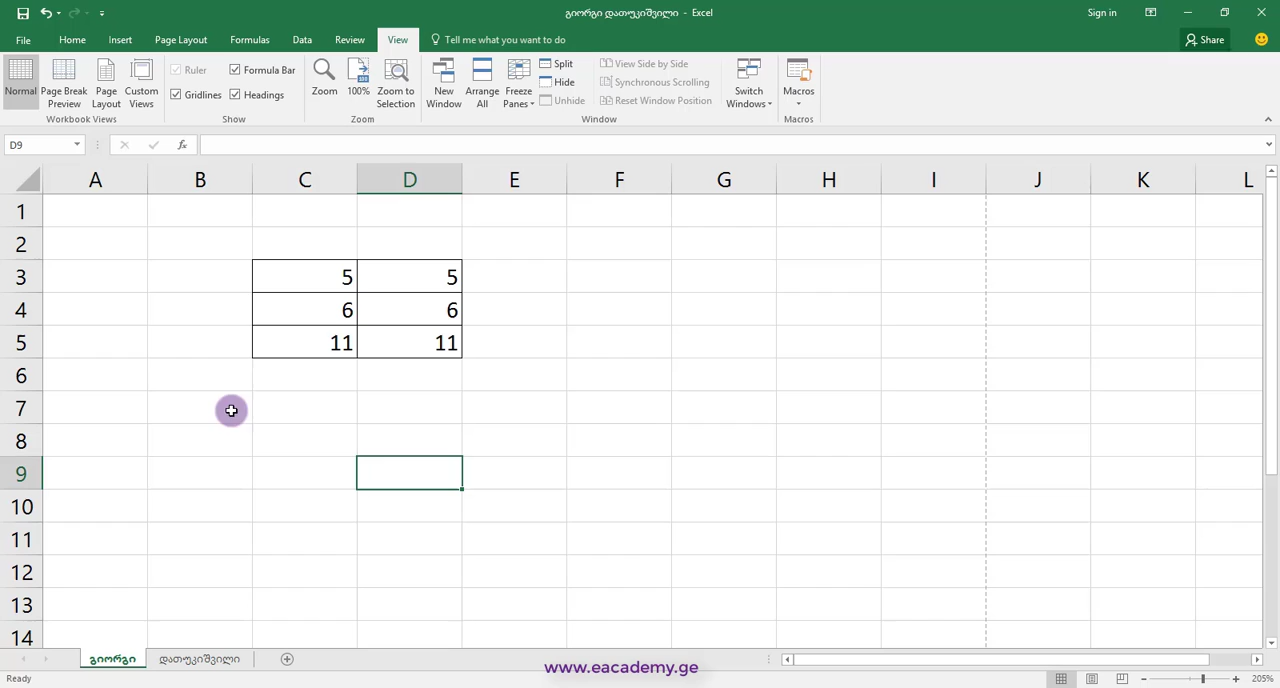 გიორგი დათუკიშვილი - Excel
Sign in
File Home Insert Page Layout Formulas Data Review View Tell me what you want to do Share
Normal
Page Break Preview
Page Layout
Custom Views
Workbook Views
Ruler
Formula Bar
Gridlines
Headings
Show
Zoom
100%
Zoom to Selection
Zoom
New Window
Arrange All
Freeze Panes
Split
Hide
Unhide
View Side by Side
Synchronous Scrolling
Reset Window Position
Window
Switch Windows
Macros
Macros
D9
fx
A B C D E F G H I J K L
1
2
3 5 5
4 6 6
5 11 11
6
7
8
9
10
11
12
13
14
გიორგი დათუკიშვილი
www.eacademy.ge
Ready
205%